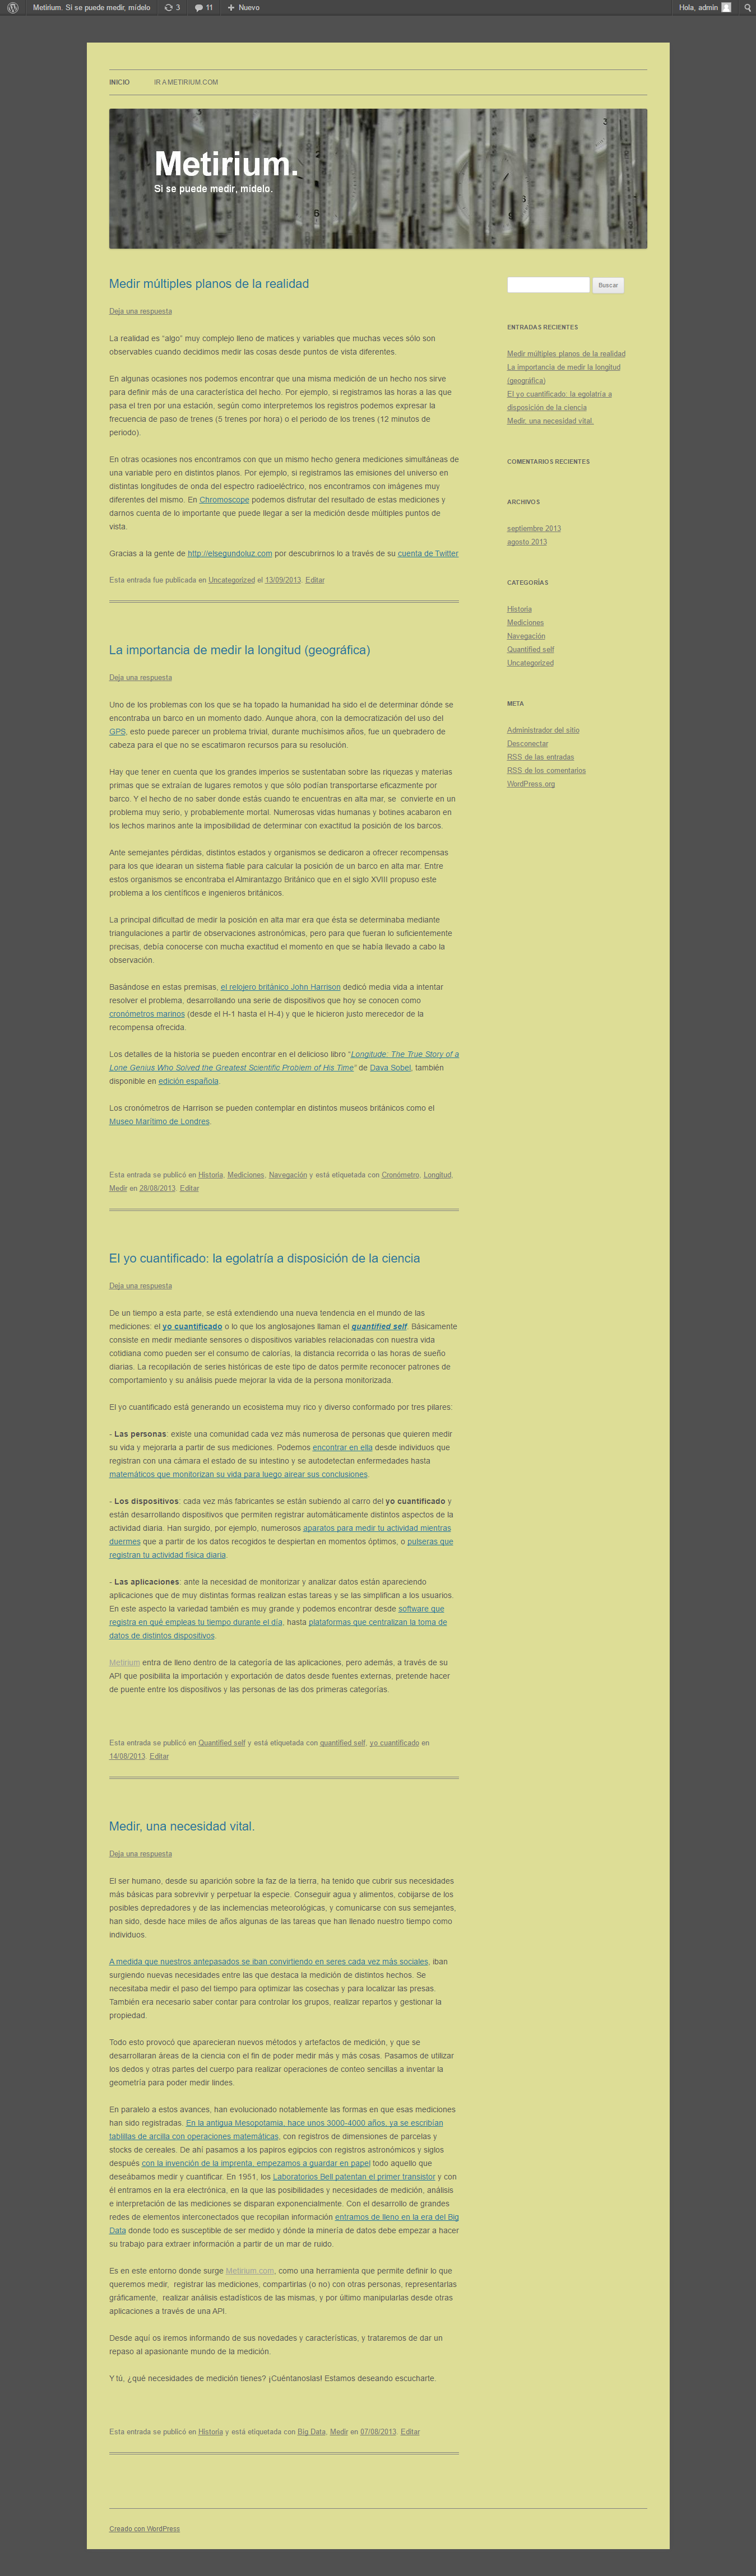 Metirium. Si se puede medir, mídelo 3 11 Nuevo Hola, admin
INICIO IR A METIRIUM.COM
Metirium.
Si se puede medir, mídelo.
Medir múltiples planos de la realidad
Deja una respuesta
La realidad es “algo” muy complejo lleno de matices y variables que muchas veces sólo son
observables cuando decidimos medir las cosas desde puntos de vista diferentes.
En algunas ocasiones nos podemos encontrar que una misma medición de un hecho nos sirve
para definir más de una característica del hecho. Por ejemplo, si registramos las horas a las que
pasa el tren por una estación, según como interpretemos los registros podemos expresar la
frecuencia de paso de trenes (5 trenes por hora) o el periodo de los trenes (12 minutos de
periodo).
En otras ocasiones nos encontramos con que un mismo hecho genera mediciones simultáneas de
una variable pero en distintos planos. Por ejemplo, si registramos las emisiones del universo en
distintas longitudes de onda del espectro radioeléctrico, nos encontramos con imágenes muy
diferentes del mismo. En Chromoscope podemos disfrutar del resultado de estas mediciones y
darnos cuenta de lo importante que puede llegar a ser la medición desde múltiples puntos de
vista.
Gracias a la gente de http://elsegundoluz.com por descubrirnos lo a través de su cuenta de Twitter
Esta entrada fue publicada en Uncategorized el 13/09/2013. Editar
La importancia de medir la longitud (geográfica)
Deja una respuesta
Uno de los problemas con los que se ha topado la humanidad ha sido el de determinar dónde se
encontraba un barco en un momento dado. Aunque ahora, con la democratización del uso del
GPS, esto puede parecer un problema trivial, durante muchísimos años, fue un quebradero de
cabeza para el que no se escatimaron recursos para su resolución.
Hay que tener en cuenta que los grandes imperios se sustentaban sobre las riquezas y materias
primas que se extraían de lugares remotos y que sólo podían transportarse eficazmente por
barco. Y el hecho de no saber donde estás cuando te encuentras en alta mar, se  convierte en un
problema muy serio, y probablemente mortal. Numerosas vidas humanas y botines acabaron en
los lechos marinos ante la imposibilidad de determinar con exactitud la posición de los barcos.
Ante semejantes pérdidas, distintos estados y organismos se dedicaron a ofrecer recompensas
para los que idearan un sistema fiable para calcular la posición de un barco en alta mar. Entre
estos organismos se encontraba el Almirantazgo Británico que en el siglo XVIII propuso este
problema a los científicos e ingenieros británicos.
La principal dificultad de medir la posición en alta mar era que ésta se determinaba mediante
triangulaciones a partir de observaciones astronómicas, pero para que fueran lo suficientemente
precisas, debía conocerse con mucha exactitud el momento en que se había llevado a cabo la
observación.
Basándose en estas premisas, el relojero británico John Harrison dedicó media vida a intentar
resolver el problema, desarrollando una serie de dispositivos que hoy se conocen como
cronómetros marinos (desde el H-1 hasta el H-4) y que le hicieron justo merecedor de la
recompensa ofrecida.
Los detalles de la historia se pueden encontrar en el delicioso libro “Longitude: The True Story of a
Lone Genius Who Solved the Greatest Scientific Problem of His Time” de Dava Sobel, también
disponible en edición española.
Los cronómetros de Harrison se pueden contemplar en distintos museos británicos como el
Museo Marítimo de Londres.
Esta entrada se publicó en Historia, Mediciones, Navegación y está etiquetada con Cronómetro, Longitud,
Medir en 28/08/2013. Editar
El yo cuantificado: la egolatría a disposición de la ciencia
Deja una respuesta
De un tiempo a esta parte, se está extendiendo una nueva tendencia en el mundo de las
mediciones: el yo cuantificado o lo que los anglosajones llaman el quantified self. Básicamente
consiste en medir mediante sensores o dispositivos variables relacionadas con nuestra vida
cotidiana como pueden ser el consumo de calorías, la distancia recorrida o las horas de sueño
diarias. La recopilación de series históricas de este tipo de datos permite reconocer patrones de
comportamiento y su análisis puede mejorar la vida de la persona monitorizada.
El yo cuantificado está generando un ecosistema muy rico y diverso conformado por tres pilares:
- Las personas: existe una comunidad cada vez más numerosa de personas que quieren medir
su vida y mejorarla a partir de sus mediciones. Podemos encontrar en ella desde individuos que
registran con una cámara el estado de su intestino y se autodetectan enfermedades hasta
matemáticos que monitorizan su vida para luego airear sus conclusiones.
- Los dispositivos: cada vez más fabricantes se están subiendo al carro del yo cuantificado y
están desarrollando dispositivos que permiten registrar automáticamente distintos aspectos de la
actividad diaria. Han surgido, por ejemplo, numerosos aparatos para medir tu actividad mientras
duermes que a partir de los datos recogidos te despiertan en momentos óptimos, o pulseras que
registran tu actividad física diaria.
- Las aplicaciones: ante la necesidad de monitorizar y analizar datos están apareciendo
aplicaciones que de muy distintas formas realizan estas tareas y se las simplifican a los usuarios.
En este aspecto la variedad también es muy grande y podemos encontrar desde software que
registra en qué empleas tu tiempo durante el día, hasta plataformas que centralizan la toma de
datos de distintos dispositivos.
Metirium entra de lleno dentro de la categoría de las aplicaciones, pero además, a través de su
API que posibilita la importación y exportación de datos desde fuentes externas, pretende hacer
de puente entre los dispositivos y las personas de las dos primeras categorías.
Esta entrada se publicó en Quantified self y está etiquetada con quantified self, yo cuantificado en
14/08/2013. Editar
Medir, una necesidad vital.
Deja una respuesta
El ser humano, desde su aparición sobre la faz de la tierra, ha tenido que cubrir sus necesidades
más básicas para sobrevivir y perpetuar la especie. Conseguir agua y alimentos, cobijarse de los
posibles depredadores y de las inclemencias meteorológicas, y comunicarse con sus semejantes,
han sido, desde hace miles de años algunas de las tareas que han llenado nuestro tiempo como
individuos.
A medida que nuestros antepasados se iban convirtiendo en seres cada vez más sociales, iban
surgiendo nuevas necesidades entre las que destaca la medición de distintos hechos. Se
necesitaba medir el paso del tiempo para optimizar las cosechas y para localizar las presas.
También era necesario saber contar para controlar los grupos, realizar repartos y gestionar la
propiedad.
Todo esto provocó que aparecieran nuevos métodos y artefactos de medición, y que se
desarrollaran áreas de la ciencia con el fin de poder medir más y más cosas. Pasamos de utilizar
los dedos y otras partes del cuerpo para realizar operaciones de conteo sencillas a inventar la
geometría para poder medir lindes.
En paralelo a estos avances, han evolucionado notablemente las formas en que esas mediciones
han sido registradas. En la antigua Mesopotamia, hace unos 3000-4000 años, ya se escribían
tablillas de arcilla con operaciones matemáticas, con registros de dimensiones de parcelas y
stocks de cereales. De ahí pasamos a los papiros egipcios con registros astronómicos y siglos
después con la invención de la imprenta, empezamos a guardar en papel todo aquello que
deseábamos medir y cuantificar. En 1951, los Laboratorios Bell patentan el primer transistor y con
él entramos en la era electrónica, en la que las posibilidades y necesidades de medición, análisis
e interpretación de las mediciones se disparan exponencialmente. Con el desarrollo de grandes
redes de elementos interconectados que recopilan información entramos de lleno en la era del Big
Data donde todo es susceptible de ser medido y dónde la minería de datos debe empezar a hacer
su trabajo para extraer información a partir de un mar de ruido.
Es en este entorno donde surge Metirium.com, como una herramienta que permite definir lo que
queremos medir,  registrar las mediciones, compartirlas (o no) con otras personas, representarlas
gráficamente,  realizar análisis estadísticos de las mismas, y por último manipularlas desde otras
aplicaciones a través de una API.
Desde aquí os iremos informando de sus novedades y características, y trataremos de dar un
repaso al apasionante mundo de la medición.
Y tú, ¿qué necesidades de medición tienes? ¡Cuéntanoslas! Estamos deseando escucharte.
Esta entrada se publicó en Historia y está etiquetada con Big Data, Medir en 07/08/2013. Editar
Buscar
ENTRADAS RECIENTES
Medir múltiples planos de la realidad
La importancia de medir la longitud
(geográfica)
El yo cuantificado: la egolatría a
disposición de la ciencia
Medir, una necesidad vital.
COMENTARIOS RECIENTES
ARCHIVOS
septiembre 2013
agosto 2013
CATEGORÍAS
Historia
Mediciones
Navegación
Quantified self
Uncategorized
META
Administrador del sitio
Desconectar
RSS de las entradas
RSS de los comentarios
WordPress.org
Creado con WordPress